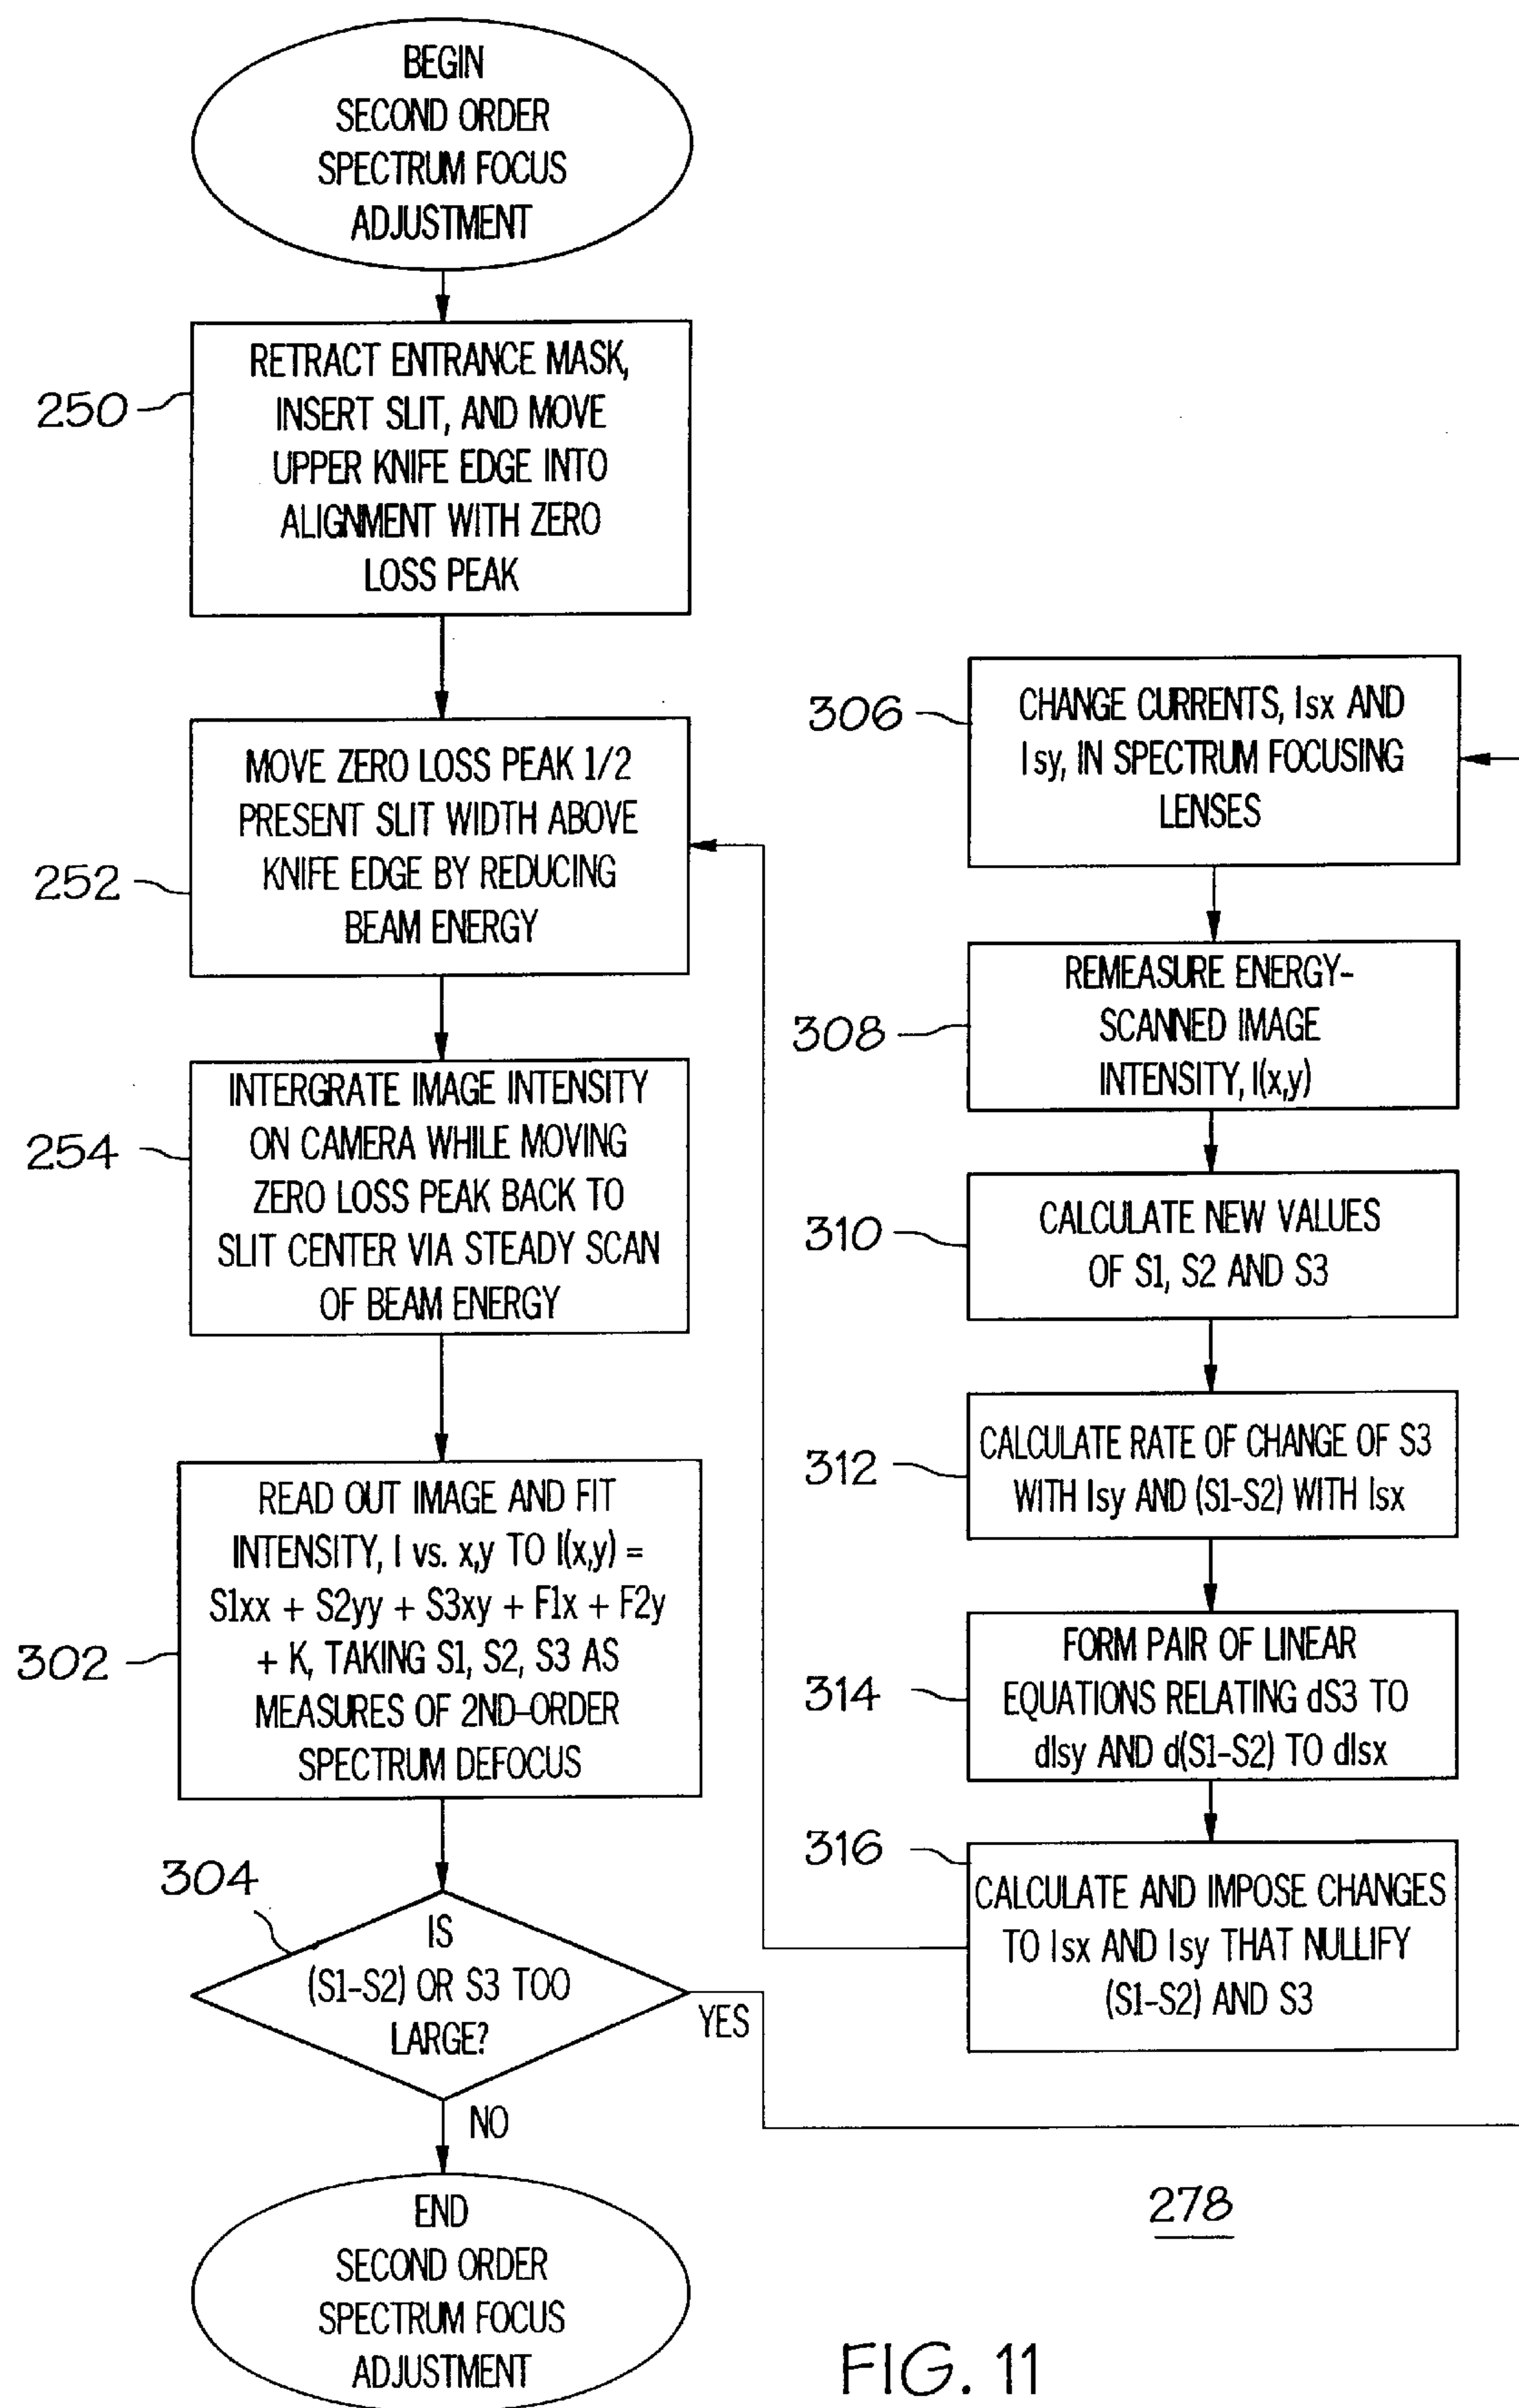 BEGIN
SECOND ORDER
SPECTRUM FOCUS
ADJUSTMENT
250
RETRACT ENTRANCE MASK,
INSERT SLIT, AND MOVE
UPPER KNIFE EDGE INTO
ALIGNMENT WITH ZERO
LOSS PEAK
252
MOVE ZERO LOSS PEAK 1/2
PRESENT SLIT WIDTH ABOVE
KNIFE EDGE BY REDUCING
BEAM ENERGY
254
INTERGRATE IMAGE INTENSITY
ON CAMERA WHILE MOVING
ZERO LOSS PEAK BACK TO
SLIT CENTER VIA STEADY SCAN
OF BEAM ENERGY
302
READ OUT IMAGE AND FIT
INTENSITY, I vs. x,y TO I(x,y) =
S1xx + S2yy + S3xy + F1x + F2y
+ K, TAKING S1, S2, S3 AS
MEASURES OF 2ND-ORDER
SPECTRUM DEFOCUS
304
IS
(S1-S2) OR S3 TOO
LARGE?
YES
NO
END
SECOND ORDER
SPECTRUM FOCUS
ADJUSTMENT
306
CHANGE CURRENTS, Isx AND
Isy, IN SPECTRUM FOCUSING
LENSES
308
REMEASURE ENERGY-
SCANNED IMAGE
INTENSITY, I(x,y)
310
CALCULATE NEW VALUES
OF S1, S2 AND S3
312
CALCULATE RATE OF CHANGE OF S3
WITH Isy AND (S1-S2) WITH Isx
314
FORM PAIR OF LINEAR
EQUATIONS RELATING dS3 TO
dIsy AND d(S1-S2) TO dIsx
316
CALCULATE AND IMPOSE CHANGES
TO Isx AND Isy THAT NULLIFY
(S1-S2) AND S3
278
FIG. 11